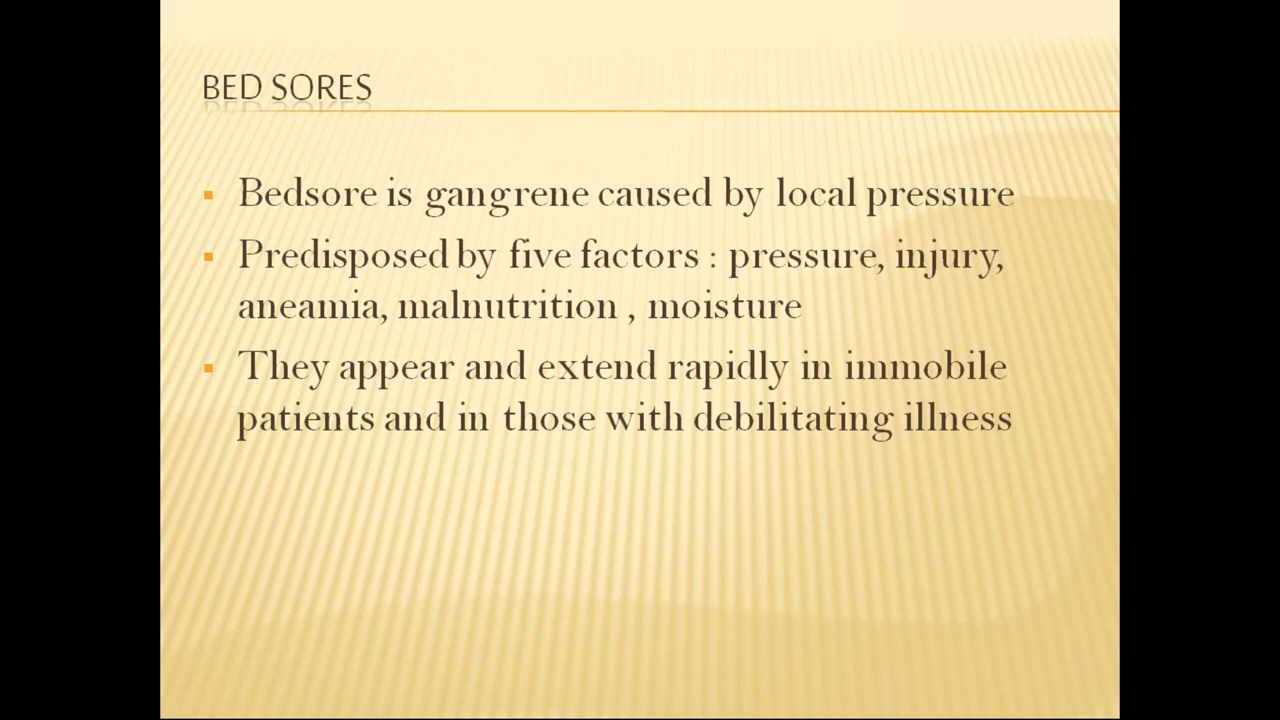 BED SORES
Bedsore is gangrene caused by local pressure
Predisposed by five factors : pressure, injury,
aneamia, malnutrition , moisture
They appear and extend rapidly in immobile
patients and in those with debilitating illness